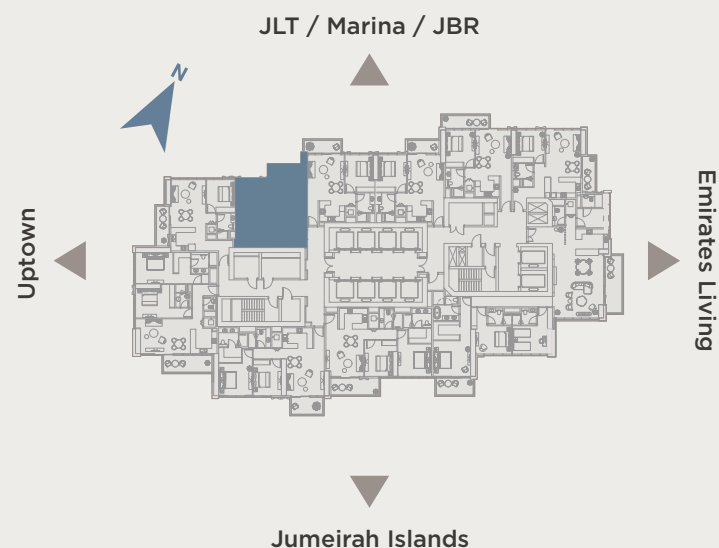 JLT / Marina / JBR
N
Uptown
Emirates Living
Jumeirah Islands